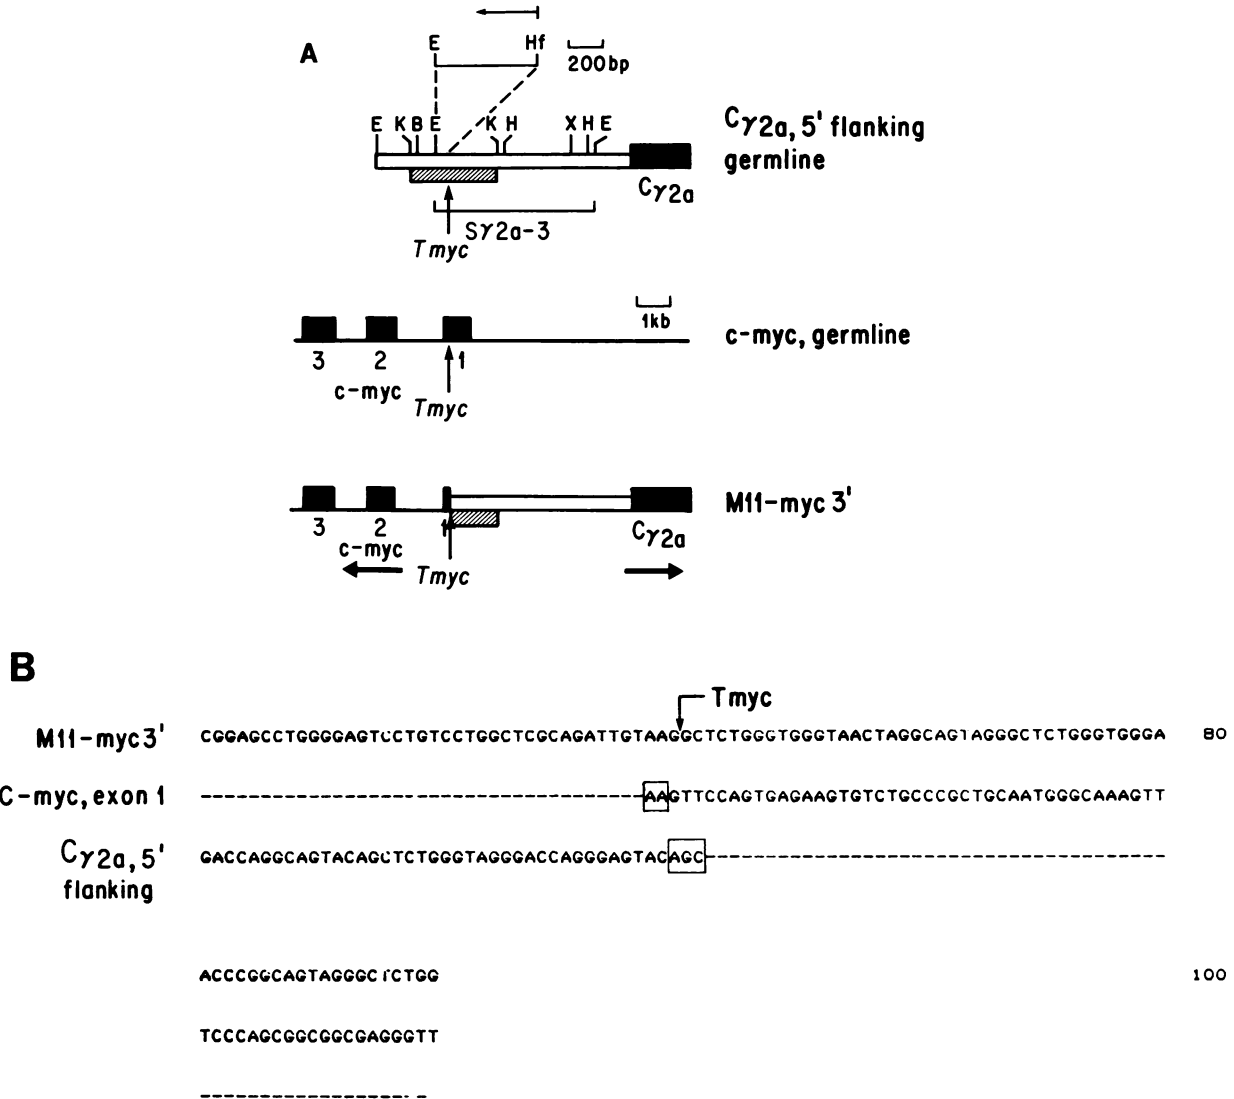 A
E Hf 200bp
E K B E K H X H E
Cγ2a, 5' flanking
germline
Cγ2a
Sγ2a-3
Tmyc
1kb
c-myc, germline
3 2 1
c-myc
Tmyc
M11-myc 3'
3 2 1 Cγ2a
c-myc
Tmyc
B
Tmyc
M11-myc3' CGGAGCCTGGGGAGTCCTGTCCTGGCTCGCAGATTGTAAGGCTCTGGGTGGGTAACTAGGCAGTAGGGCTCTGGGTGGGA 80
C-myc, exon 1 -------------------------------------AAGTTCCAGTGAGAAGTGTCTGCCCGCTGCAATGGGCAAAGTT
Cγ2a, 5' GACCAGGCAGTACAGCTCTGGGTAGGGACCAGGGAGTACAGC--------------------------------------
flanking
ACCCGGCAGTAGGGCTCTGG 100
TCCCAGCGGCGGCGAGGGTT
------------------- -